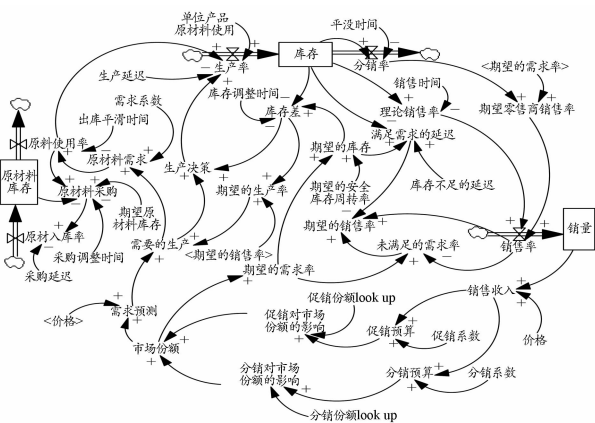 单位产品
原材料使用
平没时间
库存
生产率
分销率
<期望的需求率>
生产延迟
库存调整时间
销售时间
需求系数
库存差
理论销售率
期望零售商销售率
出库平滑时间
满足需求的延迟
原料使用率
原材料需求
期望的库存
原材料
库存
生产决策
原材料采购
期望的生产率
期望的安全
库存周转率
库存不足的延迟
期望原
材料库存
期望的销售率
销量
原材入库率
需要的生产
<期望的销售率>
未满足的需求率
销售率
采购调整时间
采购延迟
期望的需求率
促销份额look up
销售收入
<价格>
需求预测
促销对市场
份额的影响
促销预算
促销系数
价格
市场份额
分销对市场
份额的影响
分销预算
分销系数
分销份额look up